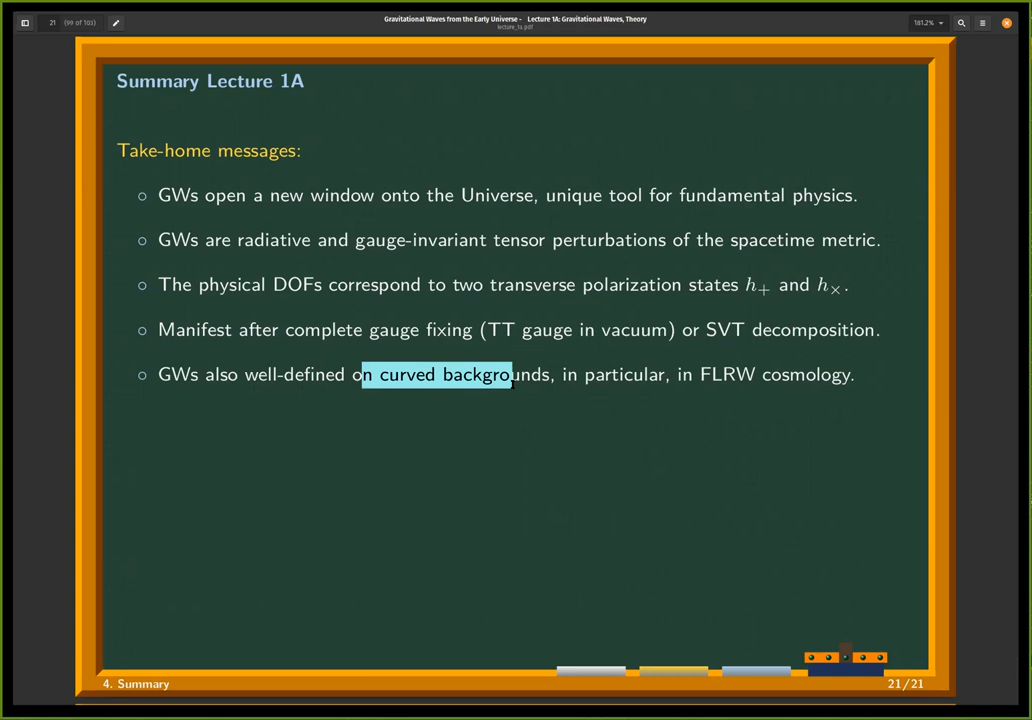 21 (99 of 103)
Gravitational Waves from the Early Universe - Lecture 1A: Gravitational Waves, Theory
lecture_1a.pdf
181.2%
Summary Lecture 1A
Take-home messages:
GWs open a new window onto the Universe, unique tool for fundamental physics.
GWs are radiative and gauge-invariant tensor perturbations of the spacetime metric.
The physical DOFs correspond to two transverse polarization states h₊ and hₓ.
Manifest after complete gauge fixing (TT gauge in vacuum) or SVT decomposition.
GWs also well-defined on curved backgrounds, in particular, in FLRW cosmology.
4. Summary
21/21